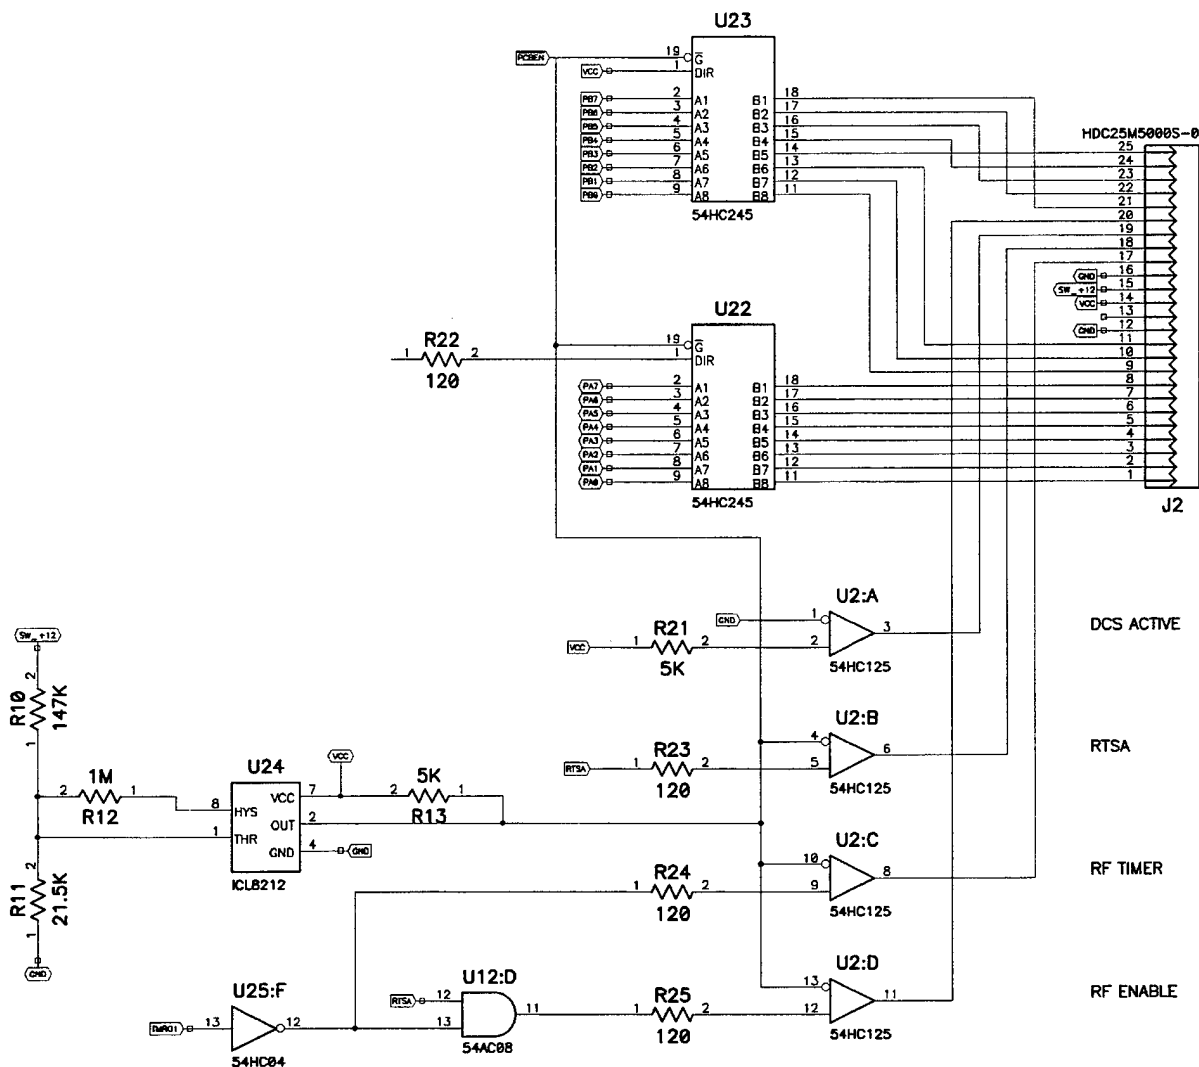 U23
PCBEN
19 G
VCC 1 DIR
PB7 2 A1 B1 18
PB6 3 A2 B2 17
PB5 4 A3 B3 16
PB4 5 A4 B4 15
PB3 6 A5 B5 14
PB2 7 A6 B6 13
PB1 8 A7 B7 12
PB0 9 A8 B8 11
54HC245
HDC25M5000S-0
25
24
23
22
21
20
19
18
17
GND 16
SW_+12 15
VCC 14
13
GND 12
11
10
9
8
7
6
5
4
3
2
1
J2
U22
19 G
1 R22 2 1 DIR
120
PA7 2 A1 B1 18
PA6 3 A2 B2 17
PA5 4 A3 B3 16
PA4 5 A4 B4 15
PA3 6 A5 B5 14
PA2 7 A6 B6 13
PA1 8 A7 B7 12
PA0 9 A8 B8 11
54HC245
U2:A
GND 1
VCC 1 R21 2 2 3
5K
54HC125
DCS ACTIVE
U2:B
4
RTSA 1 R23 2 5 6
120
54HC125
RTSA
SW_+12
2
R10
147K
1
2 1M 1
R12
U24
8 HYS VCC 7
OUT 2
1 THR
GND 4 GND
ICL8212
VCC
2 5K 1
R13
2
R11
21.5K
1
GND
U2:C
10
1 R24 2 9 8
120
54HC125
RF TIMER
U2:D
13
1 R25 2 12 11
120
54HC125
RF ENABLE
U25:F
13 12
54HC04
U12:D
RTSA 12
13 11
54AC08